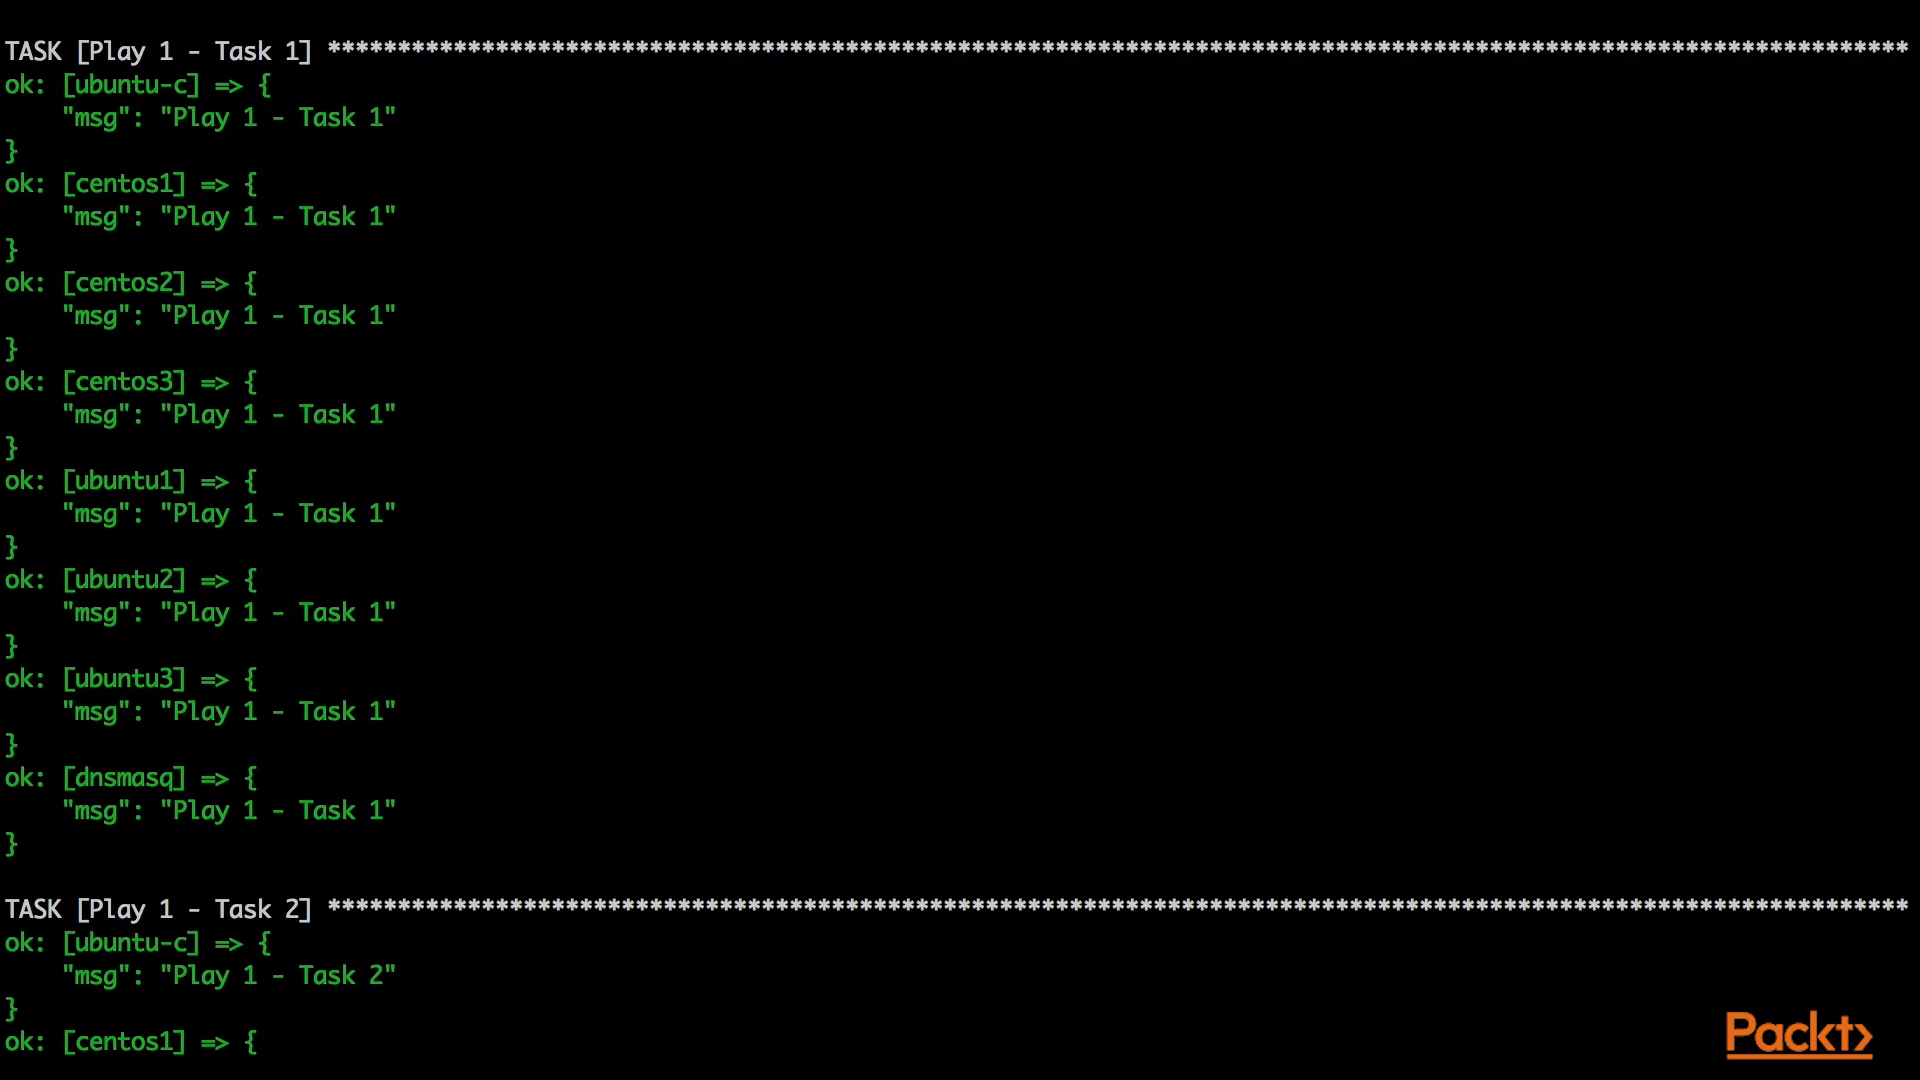 TASK [Play 1 - Task 1] *****************************************************************************************************************
ok: [ubuntu-c] => {
    "msg": "Play 1 - Task 1"
}
ok: [centos1] => {
    "msg": "Play 1 - Task 1"
}
ok: [centos2] => {
    "msg": "Play 1 - Task 1"
}
ok: [centos3] => {
    "msg": "Play 1 - Task 1"
}
ok: [ubuntu1] => {
    "msg": "Play 1 - Task 1"
}
ok: [ubuntu2] => {
    "msg": "Play 1 - Task 1"
}
ok: [ubuntu3] => {
    "msg": "Play 1 - Task 1"
}
ok: [dnsmasq] => {
    "msg": "Play 1 - Task 1"
}
TASK [Play 1 - Task 2] *****************************************************************************************************************
ok: [ubuntu-c] => {
    "msg": "Play 1 - Task 2"
}
ok: [centos1] => {
Packt>